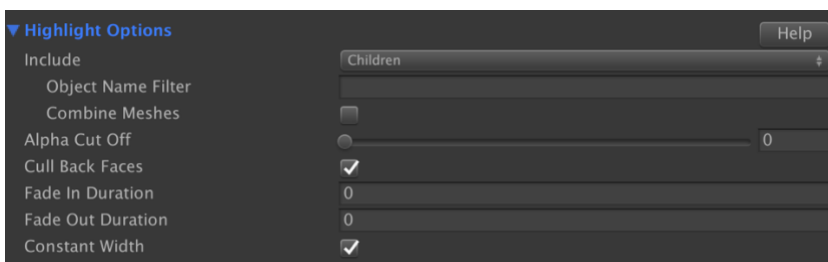 Highlight Options Help
Include Children
Object Name Filter
Combine Meshes
Alpha Cut Off 0
Cull Back Faces
Fade In Duration 0
Fade Out Duration 0
Constant Width